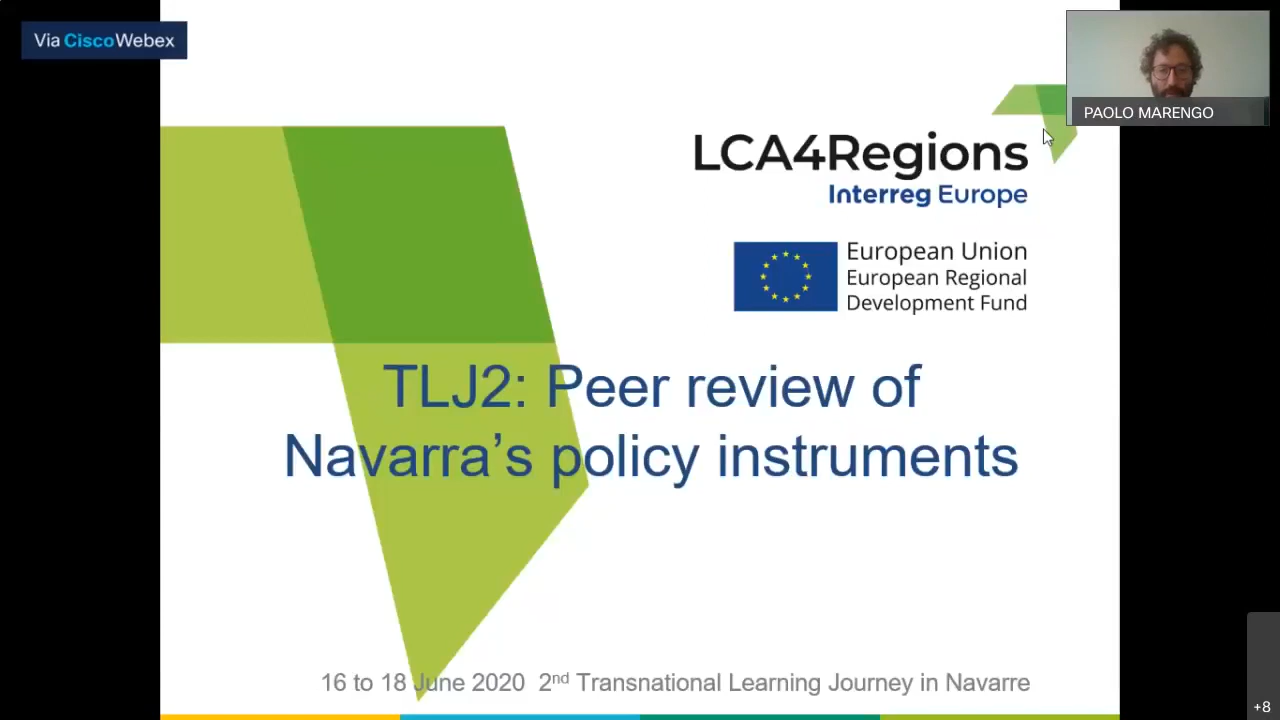 Via CiscoWebex
PAOLO MARENGO
LCA4Regions
Interreg Europe
European Union
European Regional
Development Fund
TLJ2: Peer review of
Navarra’s policy instruments
16 to 18 June 2020 2nd Transnational Learning Journey in Navarre
+8